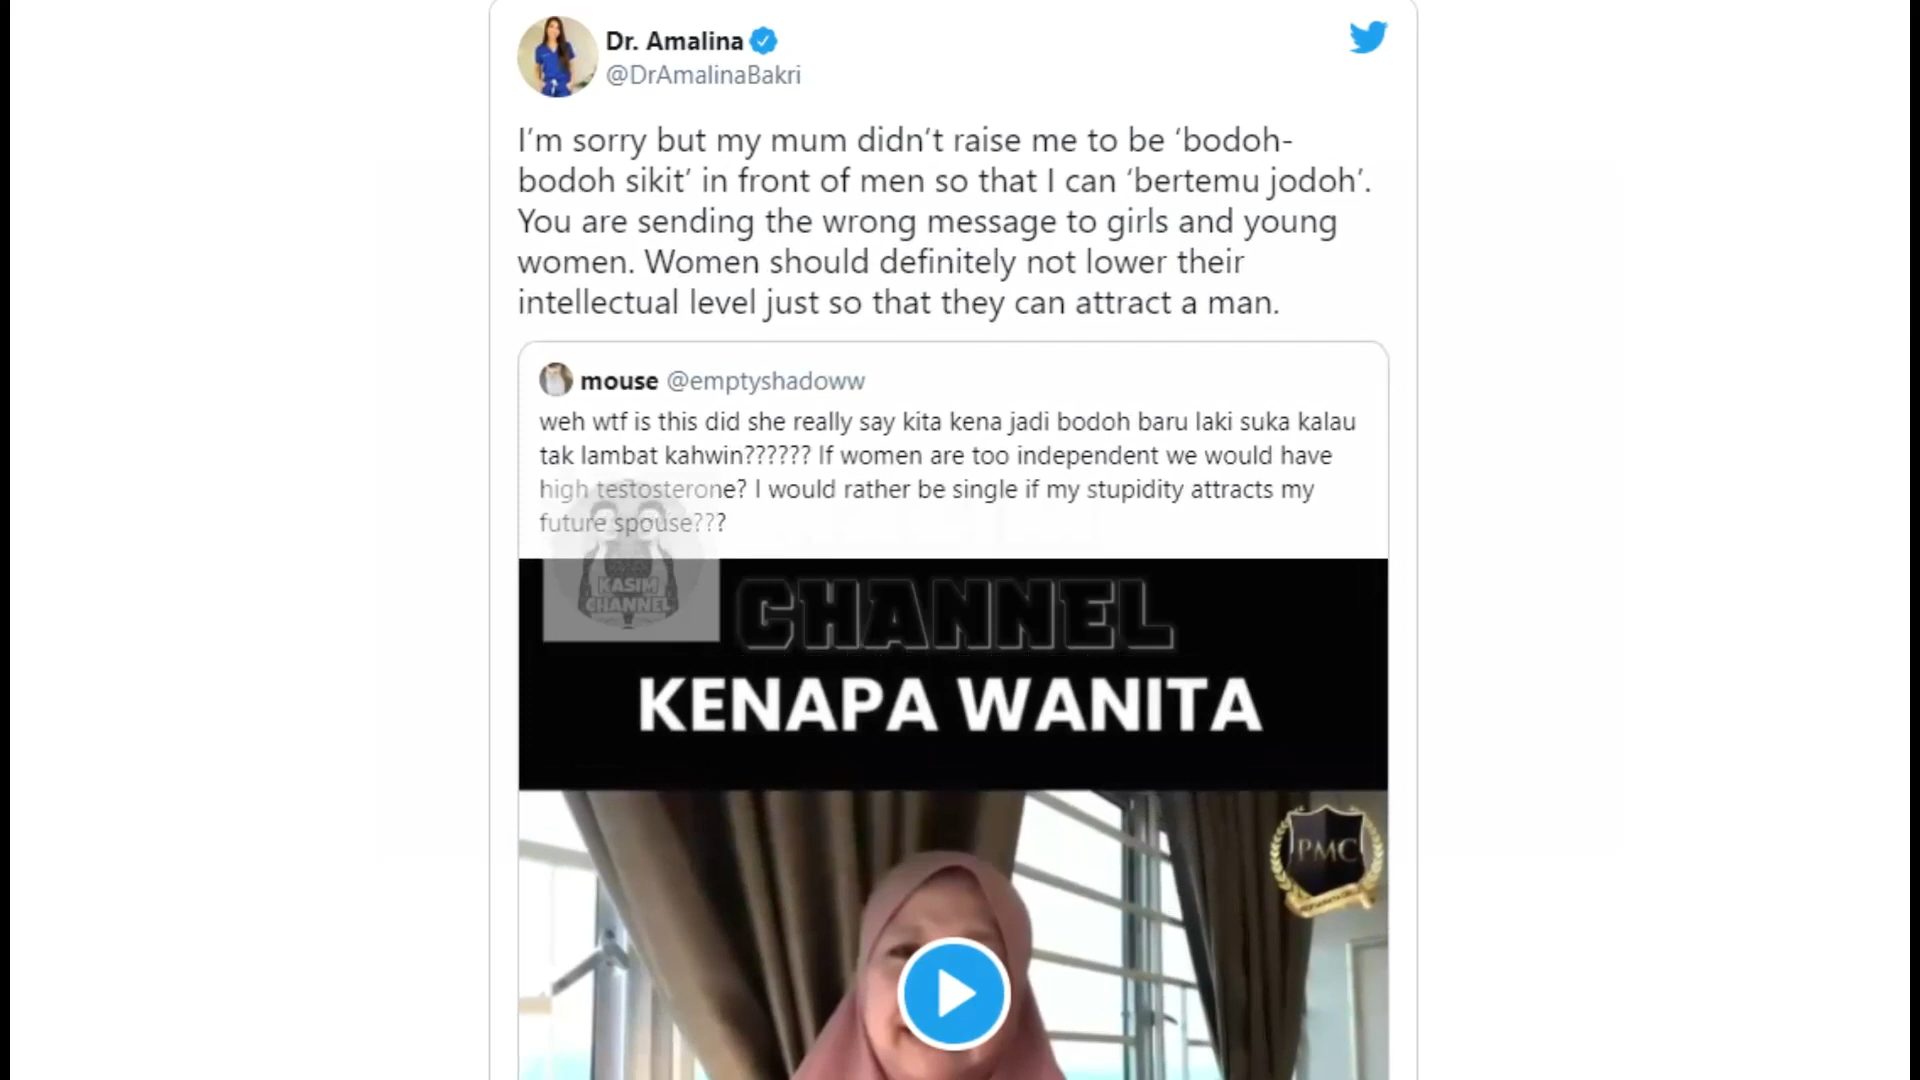 Dr. Amalina
@DrAmalinaBakri
I’m sorry but my mum didn’t raise me to be ‘bodoh-
bodoh sikit’ in front of men so that I can ‘bertemu jodoh’.
You are sending the wrong message to girls and young
women. Women should definitely not lower their
intellectual level just so that they can attract a man.
mouse @emptyshadoww
weh wtf is this did she really say kita kena jadi bodoh baru laki suka kalau
tak lambat kahwin?????? If women are too independent we would have
high testosterone? I would rather be single if my stupidity attracts my
future spouse???
KASIM
CHANNEL
CHANNEL
KENAPA WANITA
PMC